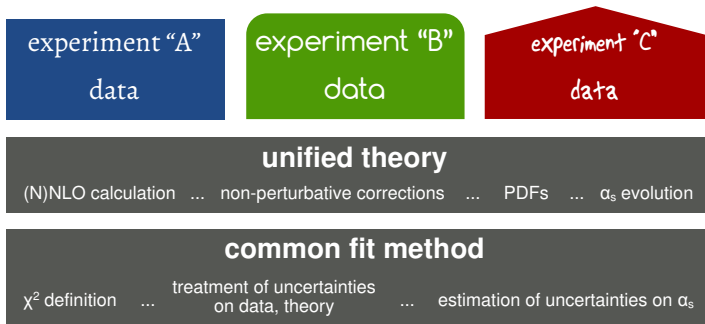 experiment “A”
data
experiment “B”
data
experiment "C"
data
unified theory
(N)NLO calculation ... non-perturbative corrections ... PDFs ... αₛ evolution
common fit method
χ² definition ... treatment of uncertainties on data, theory ... estimation of uncertainties on αₛ